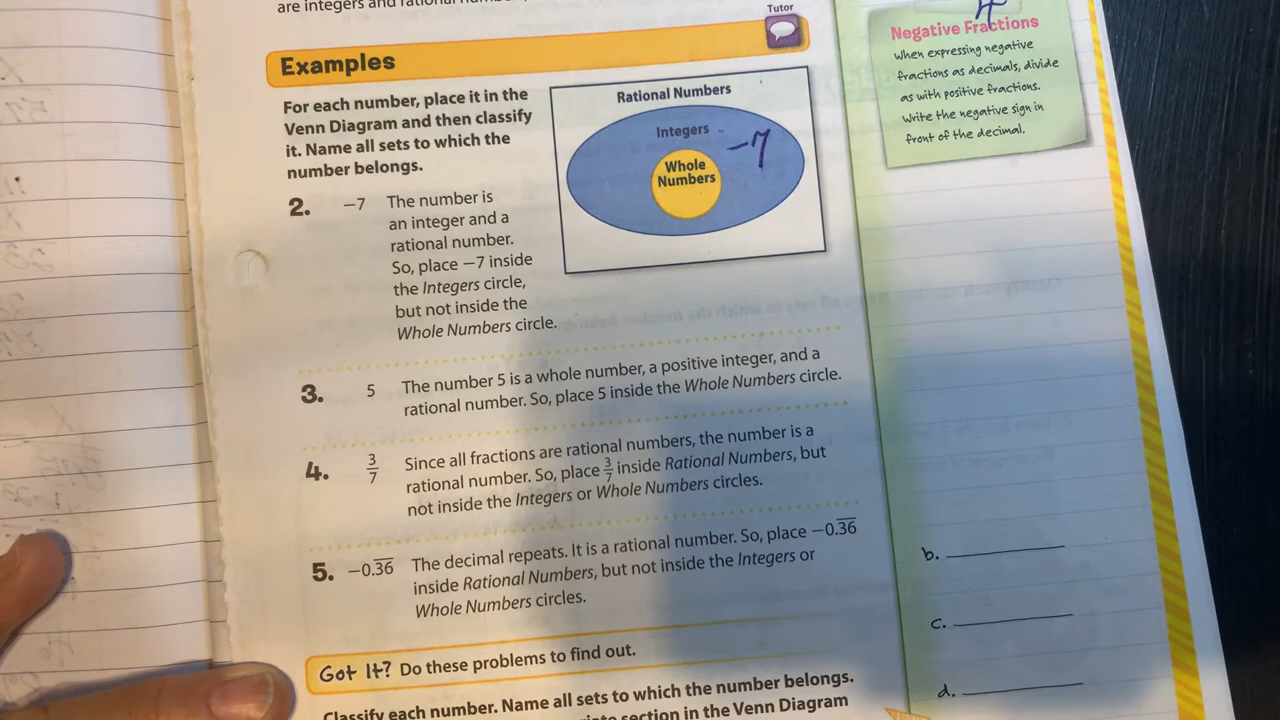 are integers and rational
Tutor
Examples
For each number, place it in the
Venn Diagram and then classify
it. Name all sets to which the
number belongs.
Rational Numbers
Integers
-7
Whole
Numbers
2. −7 The number is
an integer and a
rational number.
So, place −7 inside
the Integers circle,
but not inside the
Whole Numbers circle.
3. 5 The number 5 is a whole number, a positive integer, and a
rational number. So, place 5 inside the Whole Numbers circle.
4. 3/7 Since all fractions are rational numbers, the number is a
rational number. So, place 3/7 inside Rational Numbers, but
not inside the Integers or Whole Numbers circles.
5. −0.3̅6̅ The decimal repeats. It is a rational number. So, place −0.3̅6̅
inside Rational Numbers, but not inside the Integers or
Whole Numbers circles.
Got It? Do these problems to find out.
Classify each number. Name all sets to which the number belongs.
section in the Venn Diagram
Negative Fractions
When expressing negative
fractions as decimals, divide
as with positive fractions.
Write the negative sign in
front of the decimal.
b.
c.
d.